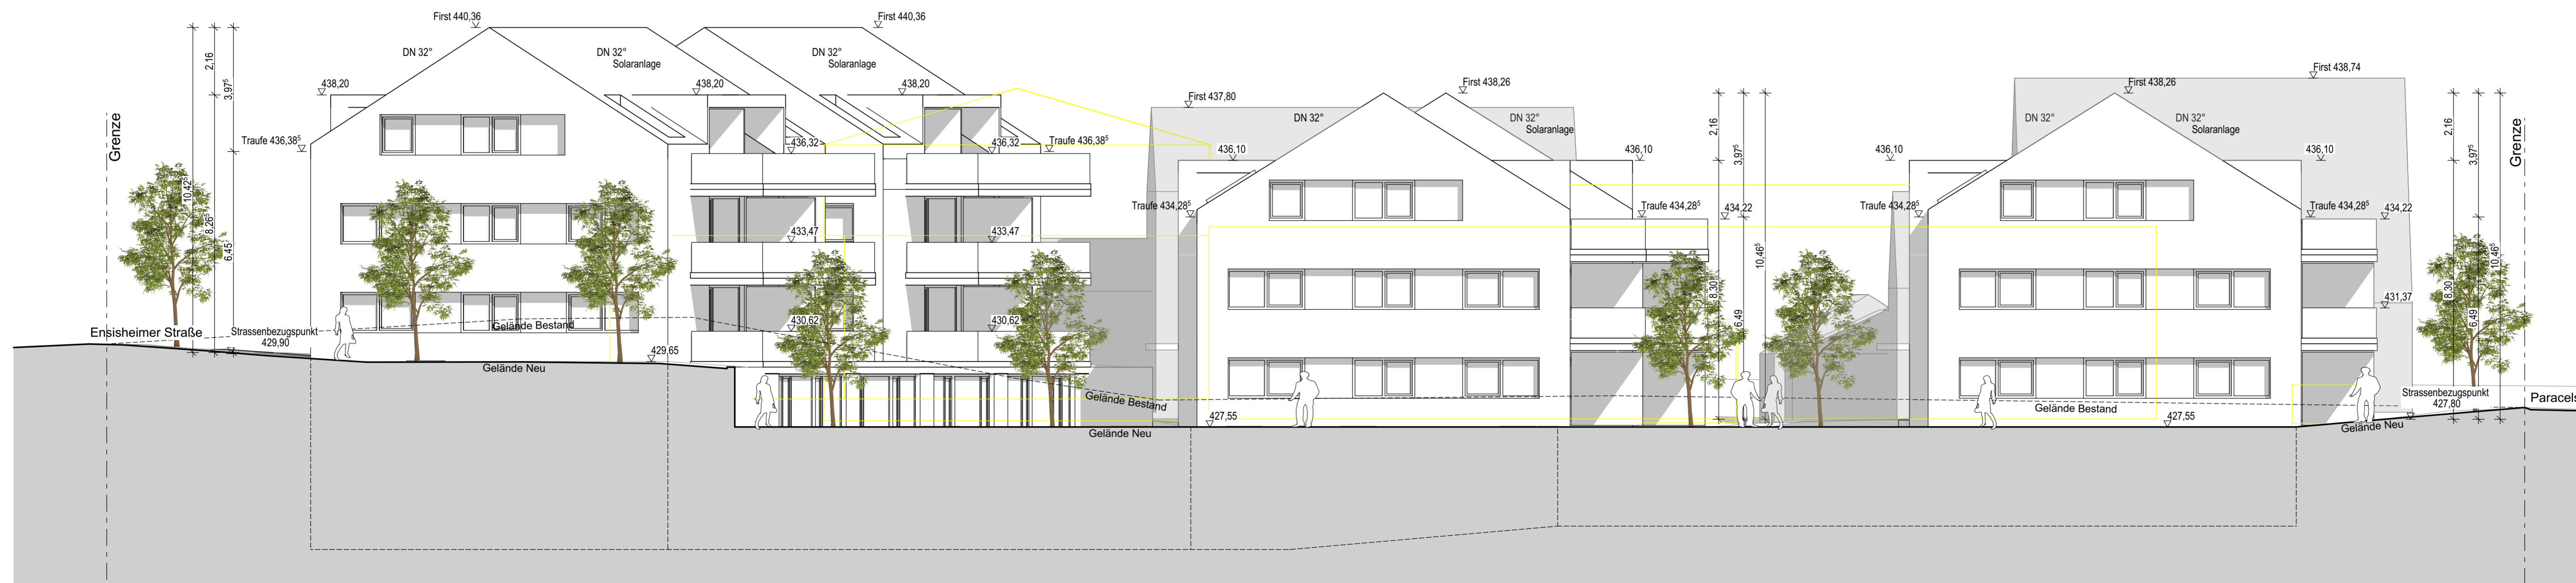 First 440,36
First 440,36
DN 32°
DN 32°
Solaranlage
DN 32°
Solaranlage
2,16
3,97⁵
438,20
438,20
438,20
First 438,74
First 438,26
First 438,26
First 437,80
DN 32°
DN 32°
Solaranlage
DN 32°
DN 32°
Solaranlage
Grenze
Grenze
Traufe 436,38⁵
436,32
436,32
Traufe 436,38⁵
436,10
436,10
436,10
436,10
2,16
3,97⁵
2,16
3,97⁵
10,42⁵
8,26⁵
6,45
Traufe 434,28⁵
Traufe 434,28⁵
434,22
Traufe 434,28⁵
Traufe 434,28⁵
434,22
433,47
433,47
10,46⁵
8,30
6,49
8,30
6,49
10,46⁵
431,37
430,62
430,62
Ensisheimer Straße
Strassenbezugspunkt
429,90
Gelände Bestand
429,65
Gelände Neu
Gelände Bestand
427,55
Gelände Neu
Gelände Bestand
427,55
Strassenbezugspunkt
427,80
Gelände Neu
Paracels